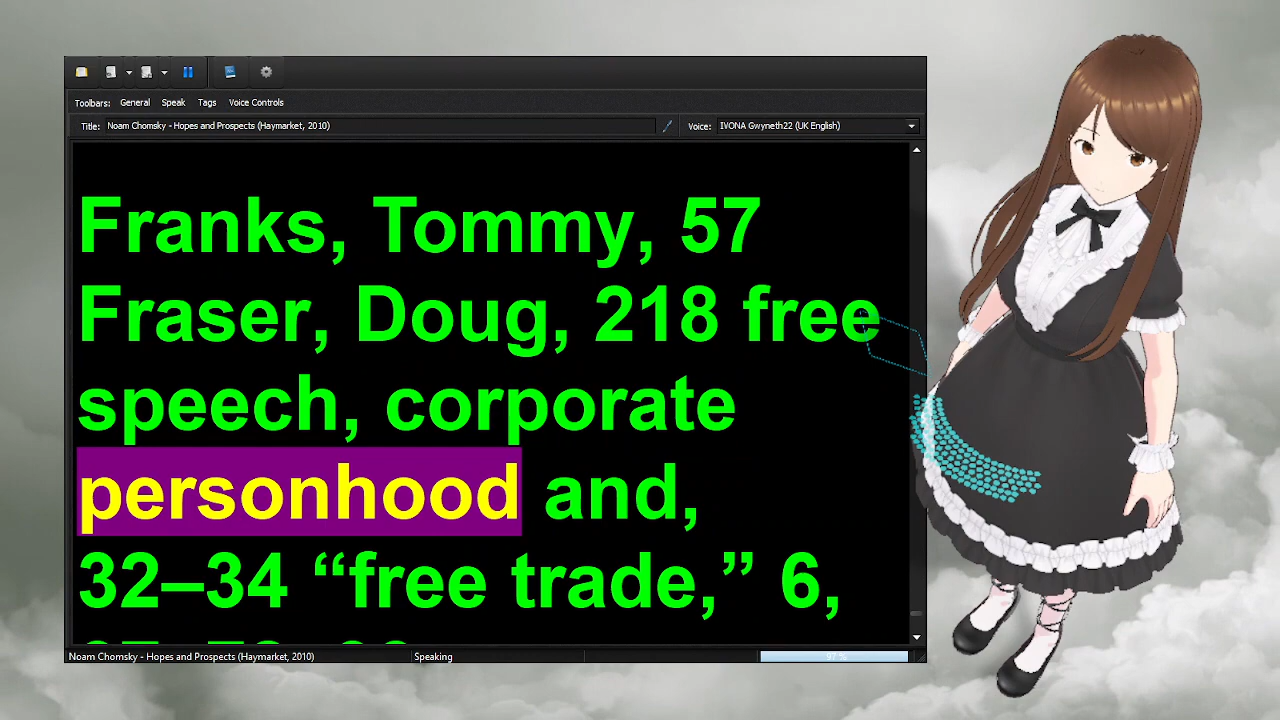 Toolbars: General Speak Tags Voice Controls
Title: Noam Chomsky - Hopes and Prospects (Haymarket, 2010) Voice: IVONA Gwyneth22 (UK English)
Franks, Tommy, 57
Fraser, Doug, 218 free
speech, corporate
personhood and,
32–34 “free trade,” 6,
Noam Chomsky - Hopes and Prospects (Haymarket, 2010) Speaking 97 %